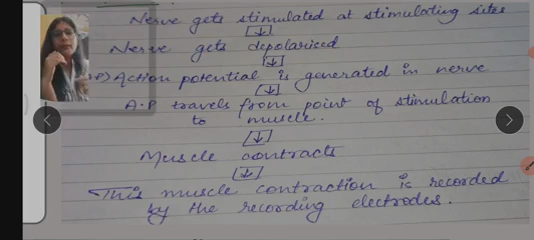 Nerve gets stimulated at stimulating sites
[↓]
Nerve gets depolariced
[↓]
P) Action potential is generated in nerve
[↓]
A.P travels from point of stimulation
to muscle.
[↓]
Muscle contracts
[↓]
This muscle contraction is recorded
by the recording electrodes.